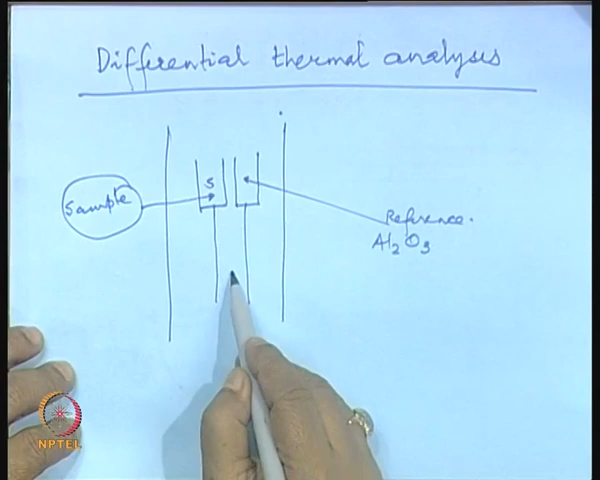 Differential thermal analysis
S
Sample
Reference.
Al2O3
NPTEL